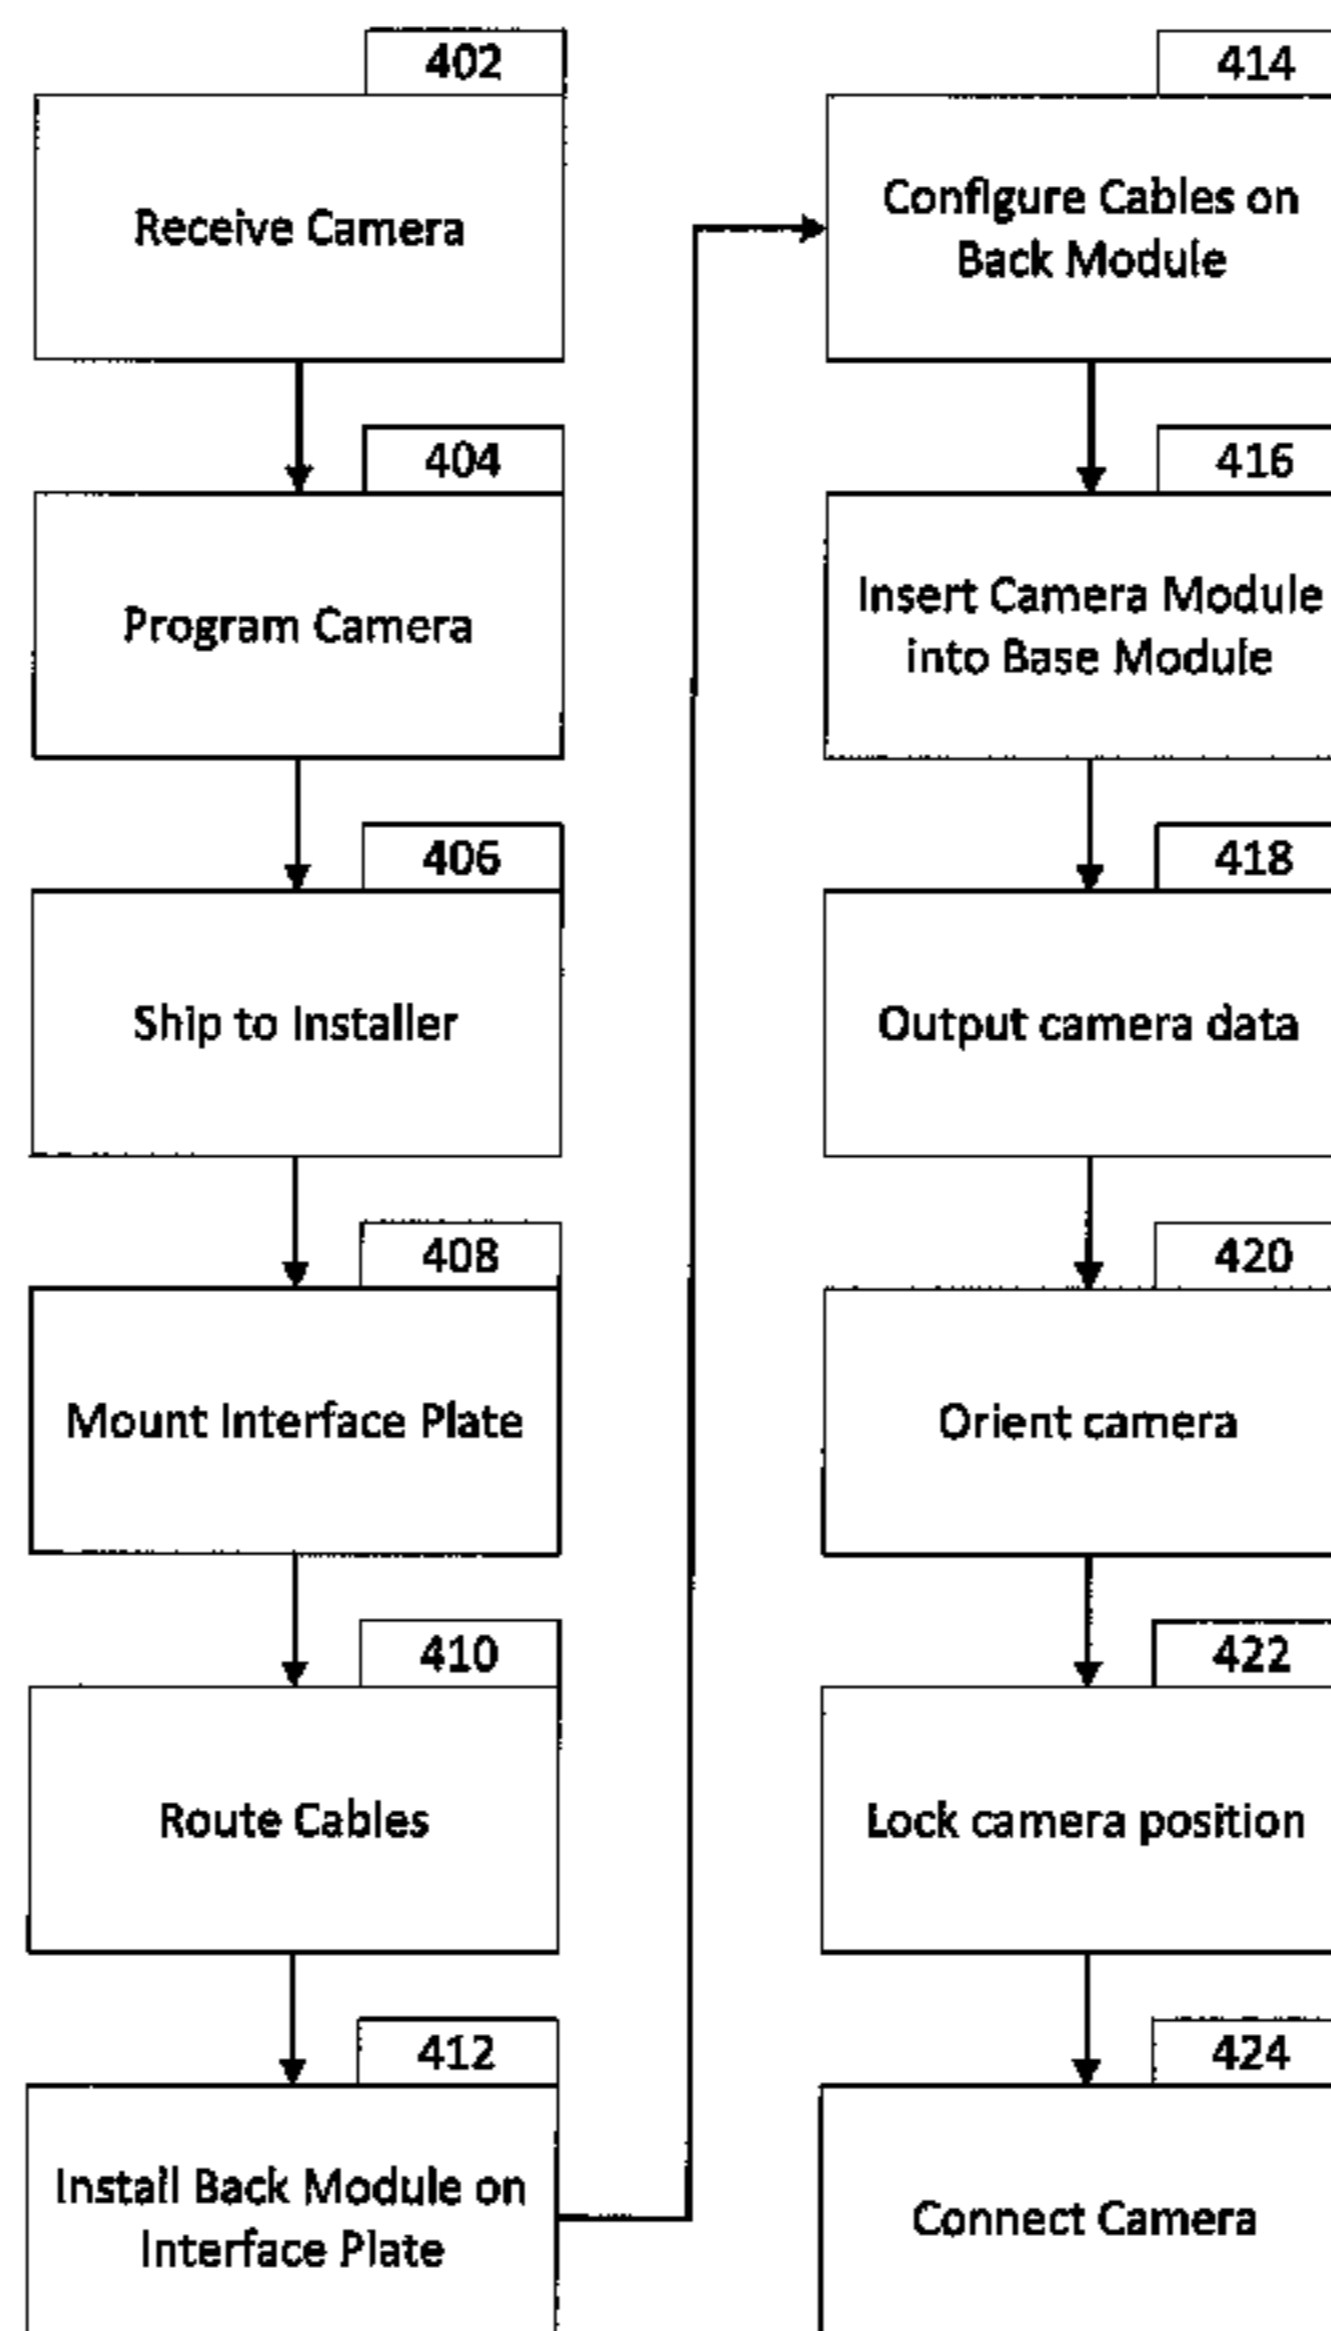 402
Receive Camera
404
Program Camera
406
Ship to Installer
408
Mount Interface Plate
410
Route Cables
412
Install Back Module on
Interface Plate
414
Configure Cables on
Back Module
416
Insert Camera Module
into Base Module
418
Output camera data
420
Orient camera
422
Lock camera position
424
Connect Camera